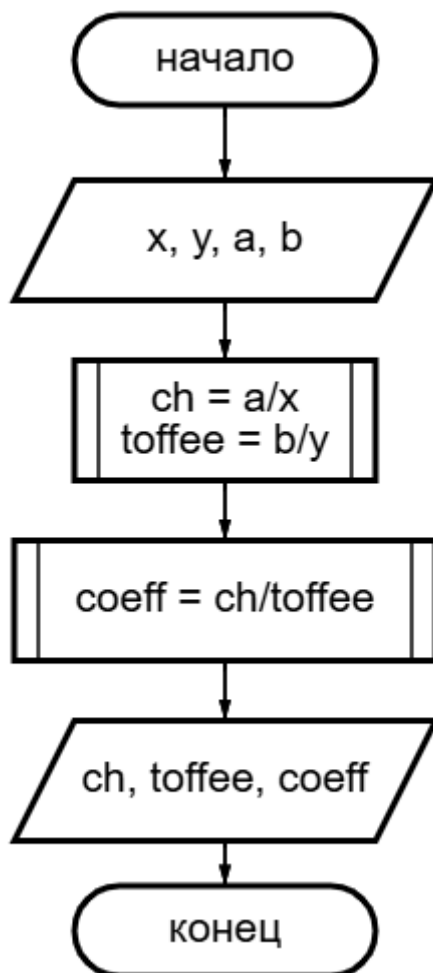 начало
x, y, a, b
ch = a/x
toffee = b/y
coeff = ch/toffee
ch, toffee, coeff
конец